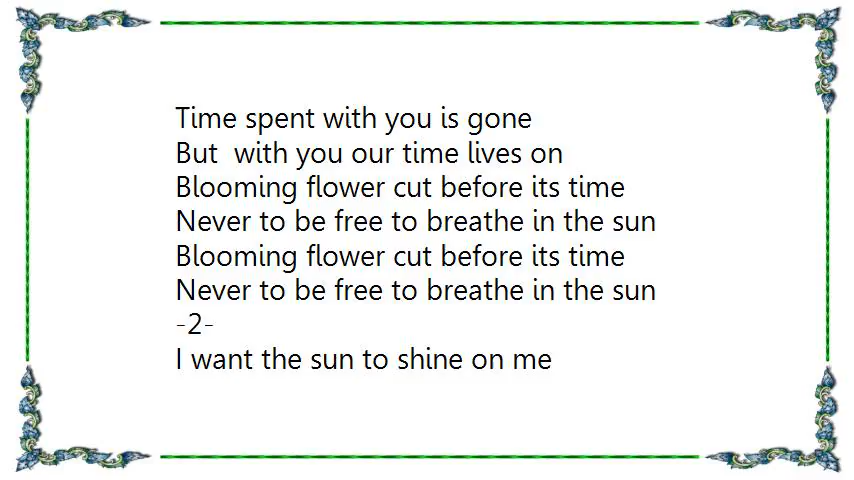 Time spent with you is gone
But  with you our time lives on
Blooming flower cut before its time
Never to be free to breathe in the sun
Blooming flower cut before its time
Never to be free to breathe in the sun
-2-
I want the sun to shine on me